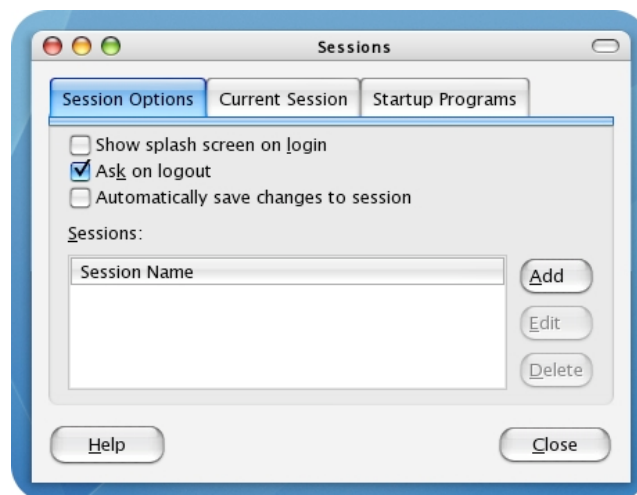 Sessions
Session Options Current Session Startup Programs
Show splash screen on login
Ask on logout
Automatically save changes to session
Sessions:
Session Name
Add
Edit
Delete
Help Close